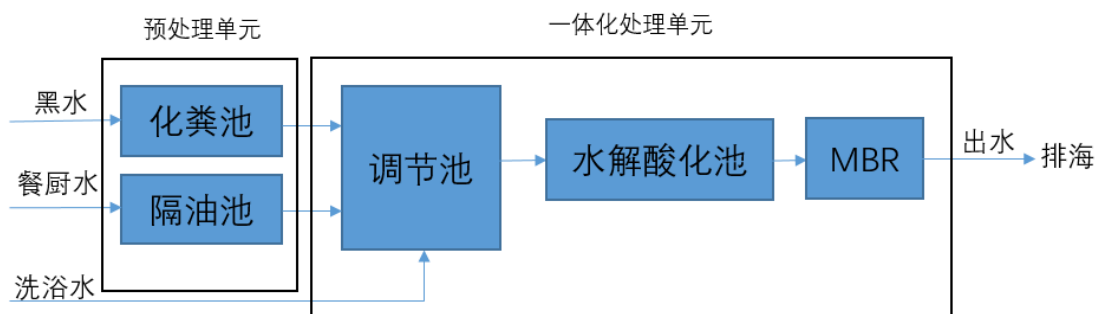 预处理单元
一体化处理单元
黑水
化粪池
餐厨水
隔油池
调节池
水解酸化池
MBR
出水
排海
洗浴水